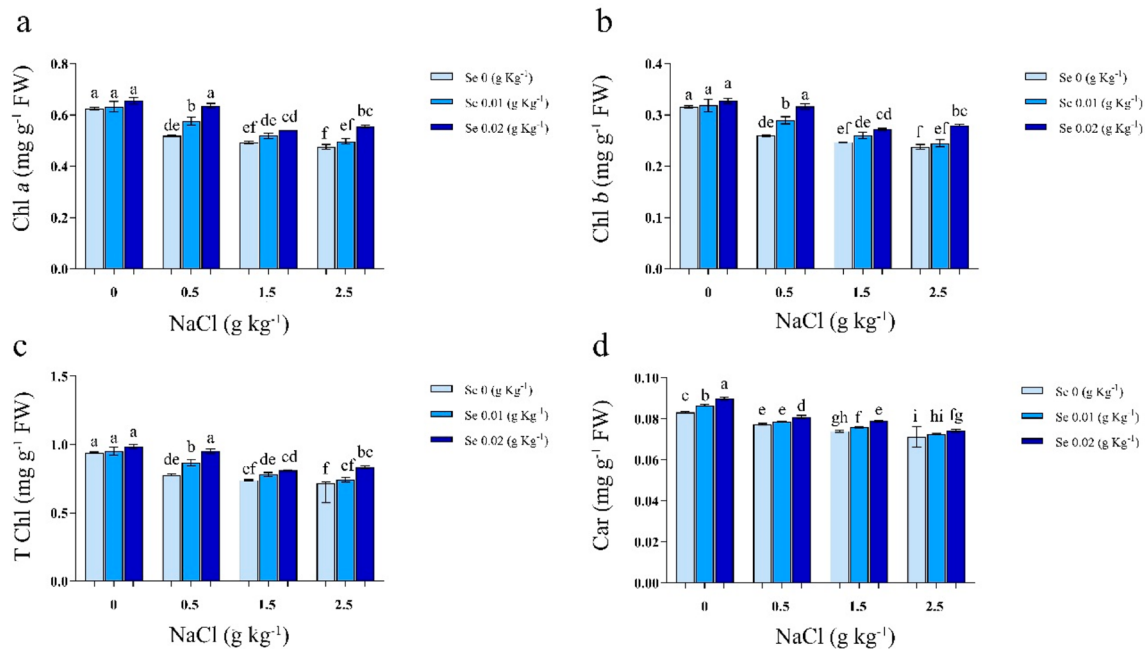 a
Chl a (mg g⁻¹ FW)
0.8
0.6
0.4
0.2
0.0
a a a
de b a
ef de cd
f ef bc
0 0.5 1.5 2.5
NaCl (g kg⁻¹)
Se 0 (g Kg⁻¹)
Se 0.01 (g Kg⁻¹)
Se 0.02 (g Kg⁻¹)
b
Chl b (mg g⁻¹ FW)
0.4
0.3
0.2
0.1
0.0
a a a
de b a
ef de cd
f ef bc
0 0.5 1.5 2.5
NaCl (g kg⁻¹)
Se 0 (g Kg⁻¹)
Se 0.01 (g Kg⁻¹)
Se 0.02 (g Kg⁻¹)
c
T Chl (mg g⁻¹ FW)
1.5
1.0
0.5
0.0
a a a
de b a
ef de cd
f ef bc
0 0.5 1.5 2.5
NaCl (g kg⁻¹)
Se 0 (g Kg⁻¹)
Se 0.01 (g Kg⁻¹)
Se 0.02 (g Kg⁻¹)
d
Car (mg g⁻¹ FW)
0.10
0.08
0.06
0.04
0.02
0.00
c b a
e e d
gh f e
i hi fg
0 0.5 1.5 2.5
NaCl (g kg⁻¹)
Se 0 (g Kg⁻¹)
Se 0.01 (g Kg⁻¹)
Se 0.02 (g Kg⁻¹)